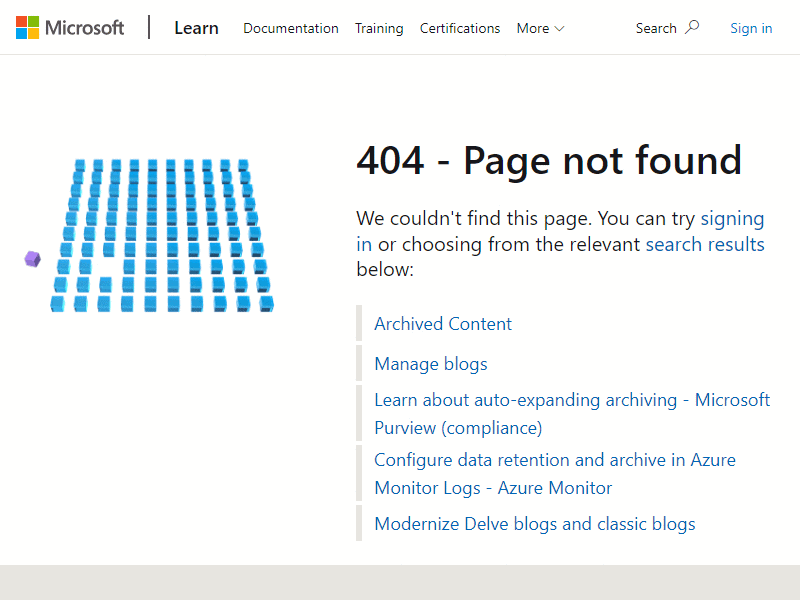 Microsoft Learn Documentation Training Certifications More Search Sign in
404 - Page not found
We couldn't find this page. You can try signing
in or choosing from the relevant search results
below:
Archived Content
Manage blogs
Learn about auto-expanding archiving - Microsoft
Purview (compliance)
Configure data retention and archive in Azure
Monitor Logs - Azure Monitor
Modernize Delve blogs and classic blogs